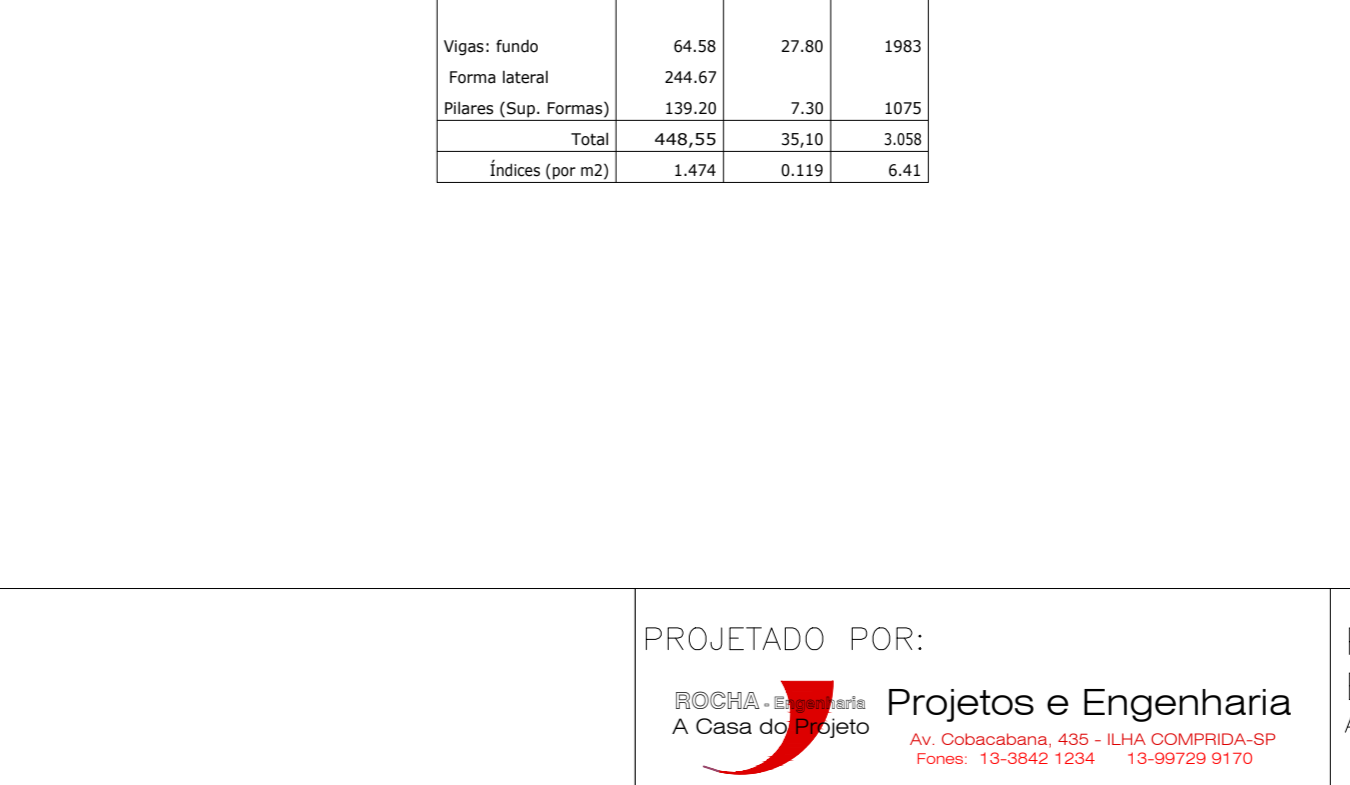 Vigas: fundo 64.58 27.80 1983
Forma lateral 244.67
Pilares (Sup. Formas) 139.20 7.30 1075
Total 448,55 35,10 3.058
Índices (por m2) 1.474 0.119 6.41
PROJETADO POR:
ROCHA - Engenharia
A Casa do Projeto
Projetos e Engenharia
Av. Cobacabana, 435 - ILHA COMPRIDA-SP
Fones: 13-3842 1234 13-99729 9170